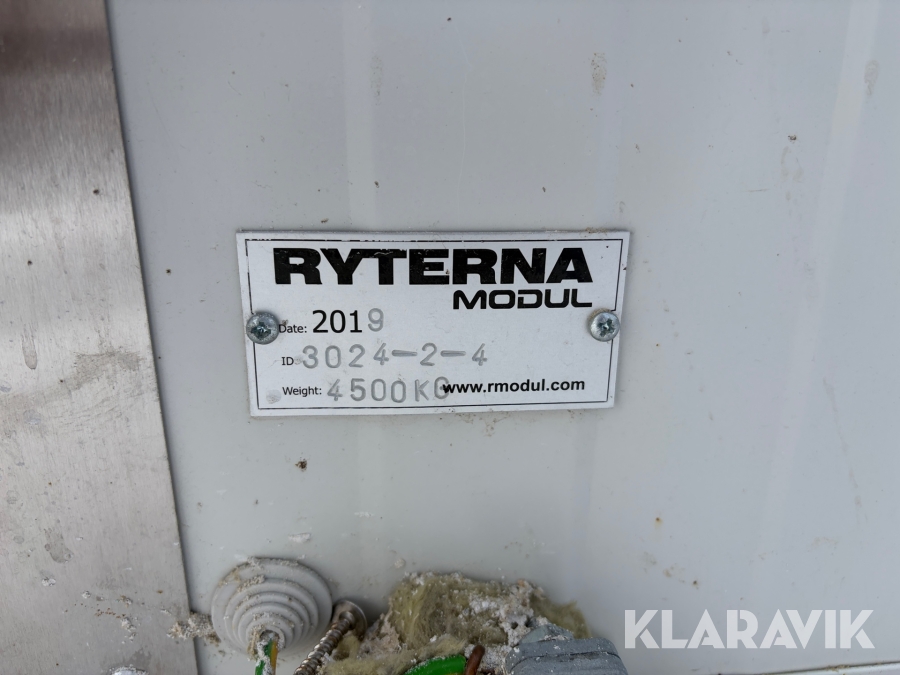 RYTERNA
MODUL
Date: 2019
ID 3024-2-4
Weight: 4500KG www.rmodul.com
KLARAVIK